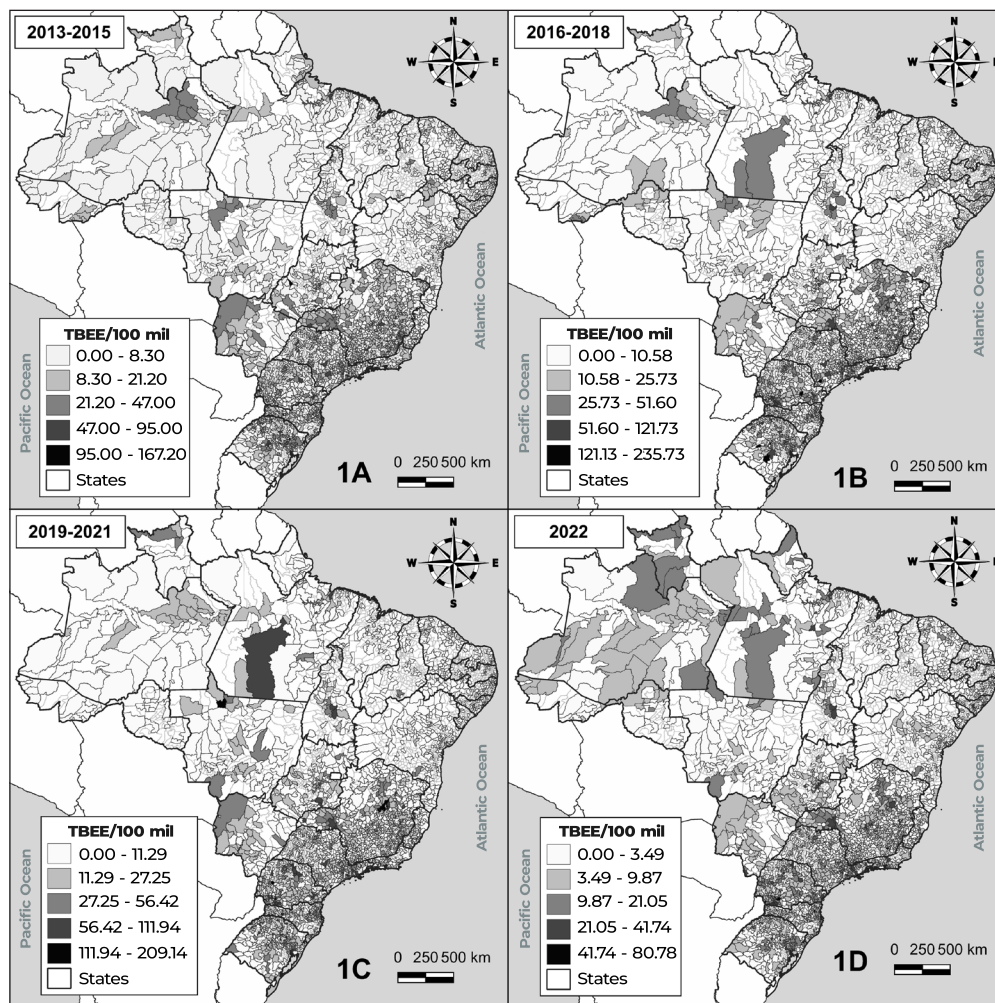 2013-2015
N
W E
S
Atlantic Ocean
Pacific Ocean
TBEE/100 mil
0.00 - 8.30
8.30 - 21.20
21.20 - 47.00
47.00 - 95.00
95.00 - 167.20
States
1A
0 250 500 km
2016-2018
N
W E
S
Atlantic Ocean
Pacific Ocean
TBEE/100 mil
0.00 - 10.58
10.58 - 25.73
25.73 - 51.60
51.60 - 121.73
121.13 - 235.73
States
1B
0 250 500 km
2019-2021
N
W E
S
Atlantic Ocean
Pacific Ocean
TBEE/100 mil
0.00 - 11.29
11.29 - 27.25
27.25 - 56.42
56.42 - 111.94
111.94 - 209.14
States
1C
0 250 500 km
2022
N
W E
S
Atlantic Ocean
Pacific Ocean
TBEE/100 mil
0.00 - 3.49
3.49 - 9.87
9.87 - 21.05
21.05 - 41.74
41.74 - 80.78
States
1D
0 250 500 km